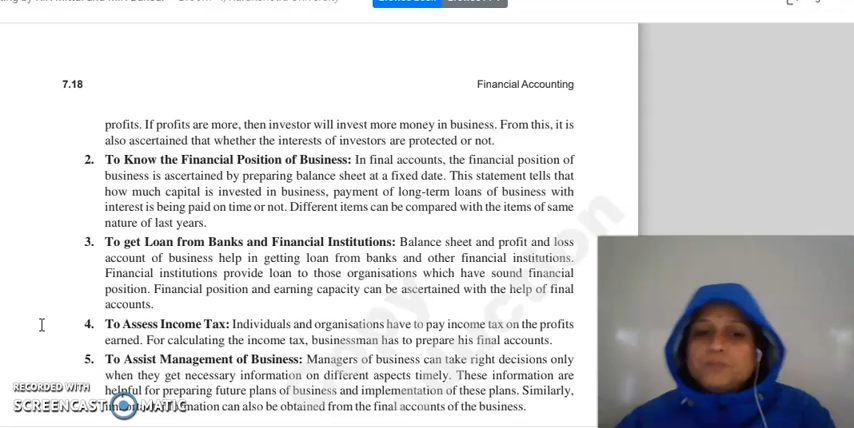 7.18 Financial Accounting
profits. If profits are more, then investor will invest more money in business. From this, it is
also ascertained that whether the interests of investors are protected or not.
2. To Know the Financial Position of Business: In final accounts, the financial position of
business is ascertained by preparing balance sheet at a fixed date. This statement tells that
how much capital is invested in business, payment of long-term loans of business with
interest is being paid on time or not. Different items can be compared with the items of same
nature of last years.
3. To get Loan from Banks and Financial Institutions: Balance sheet and profit and loss
account of business help in getting loan from banks and other financial institutions.
Financial institutions provide loan to those organisations which have sound financial
position. Financial position and earning capacity can be ascertained with the help of final
accounts.
4. To Assess Income Tax: Individuals and organisations have to pay income tax on the profits
earned. For calculating the income tax, businessman has to prepare his final accounts.
5. To Assist Management of Business: Managers of business can take right decisions only
when they get necessary information on different aspects timely. These information are
helpful for preparing future plans of business and implementation of these plans. Similarly,
can also be obtained from the final accounts of the business.
RECORDED WITH
SCREENCAST MATIC